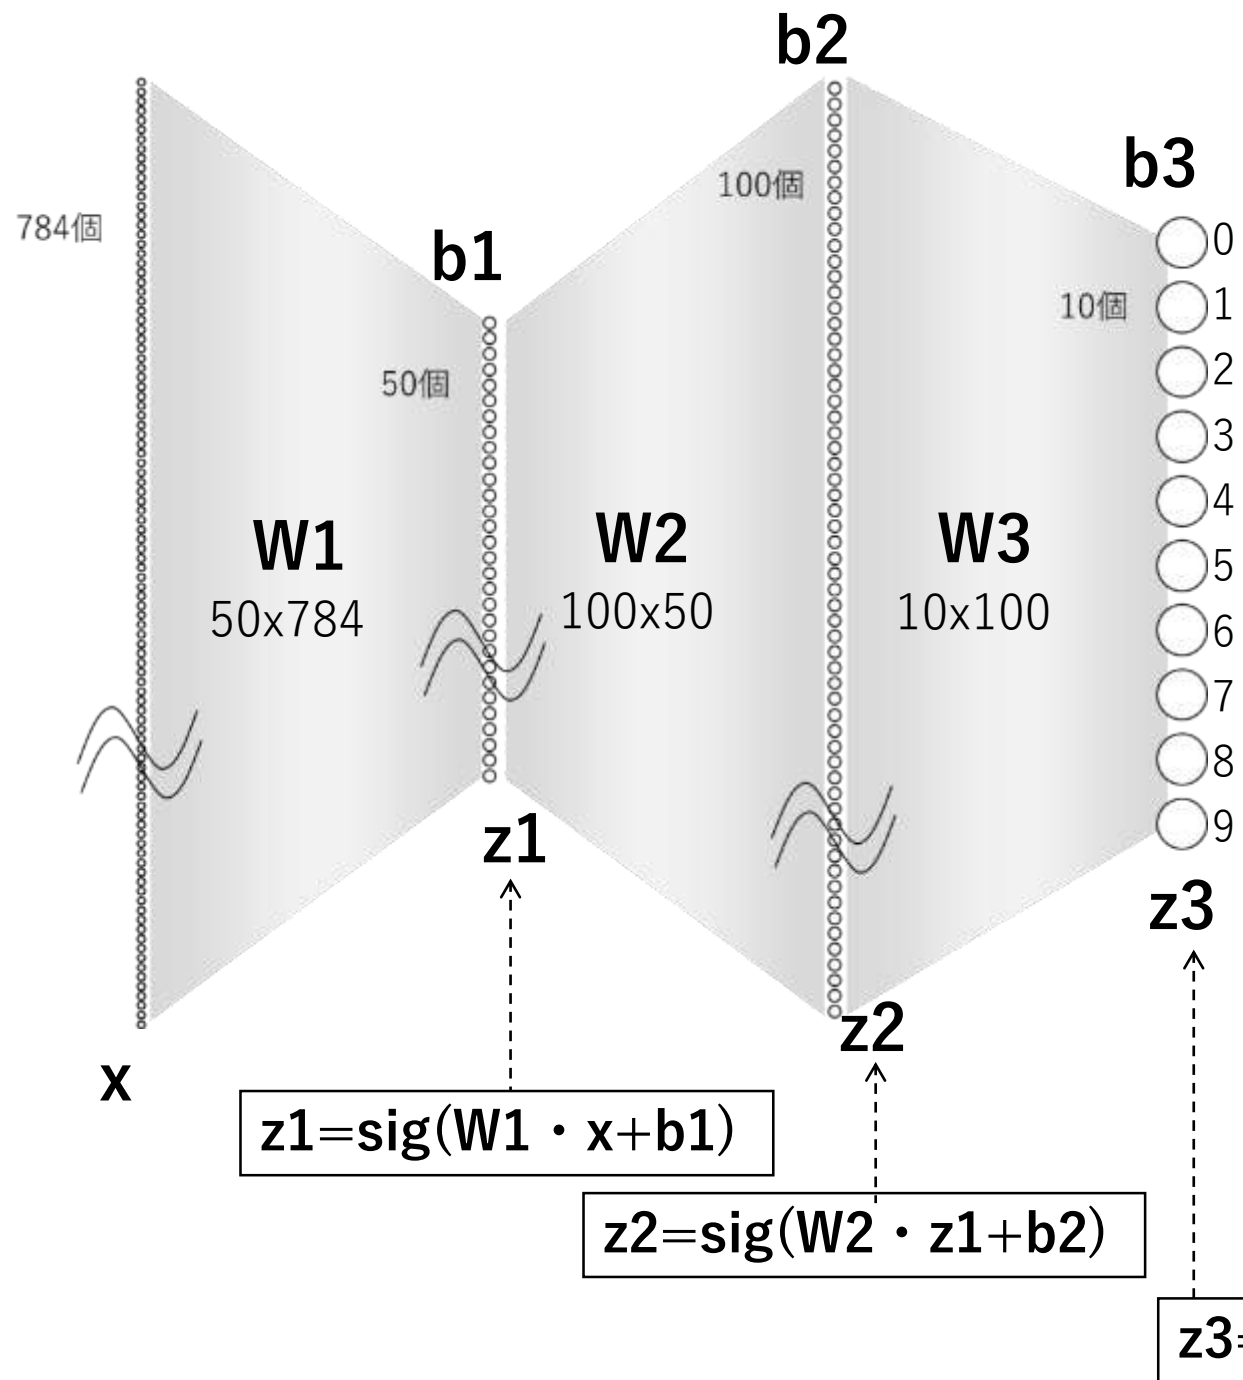 b2
b3
100個
784個
b1
0
1
2
3
4
5
6
7
8
9
10個
50個
W1
50x784
W2
100x50
W3
10x100
z1
z3
z2
x
z1=sig(W1・x+b1)
z2=sig(W2・z1+b2)
z3=